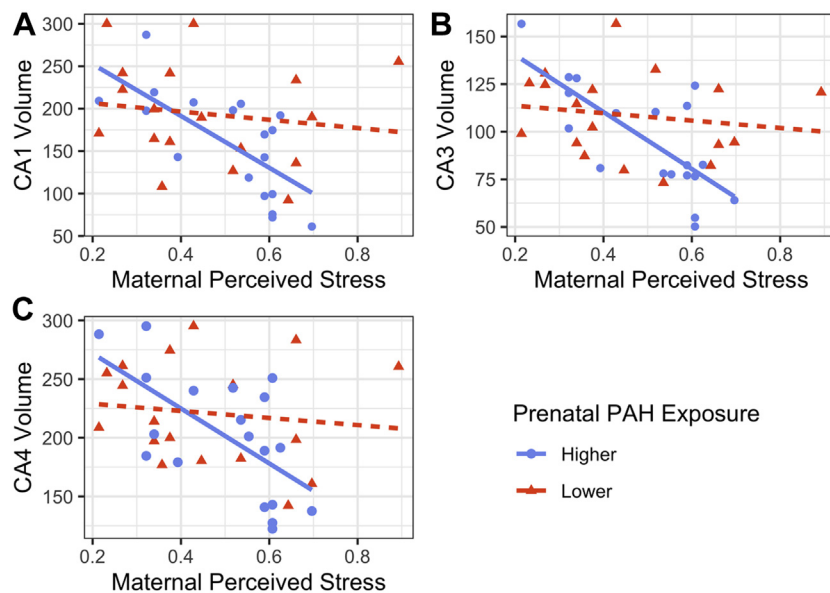 A
CA1 Volume
300
250
200
150
100
50
0.2 0.4 0.6 0.8
Maternal Perceived Stress
B
CA3 Volume
150
125
100
75
50
0.2 0.4 0.6 0.8
Maternal Perceived Stress
C
CA4 Volume
300
250
200
150
0.2 0.4 0.6 0.8
Maternal Perceived Stress
Prenatal PAH Exposure
Higher
Lower